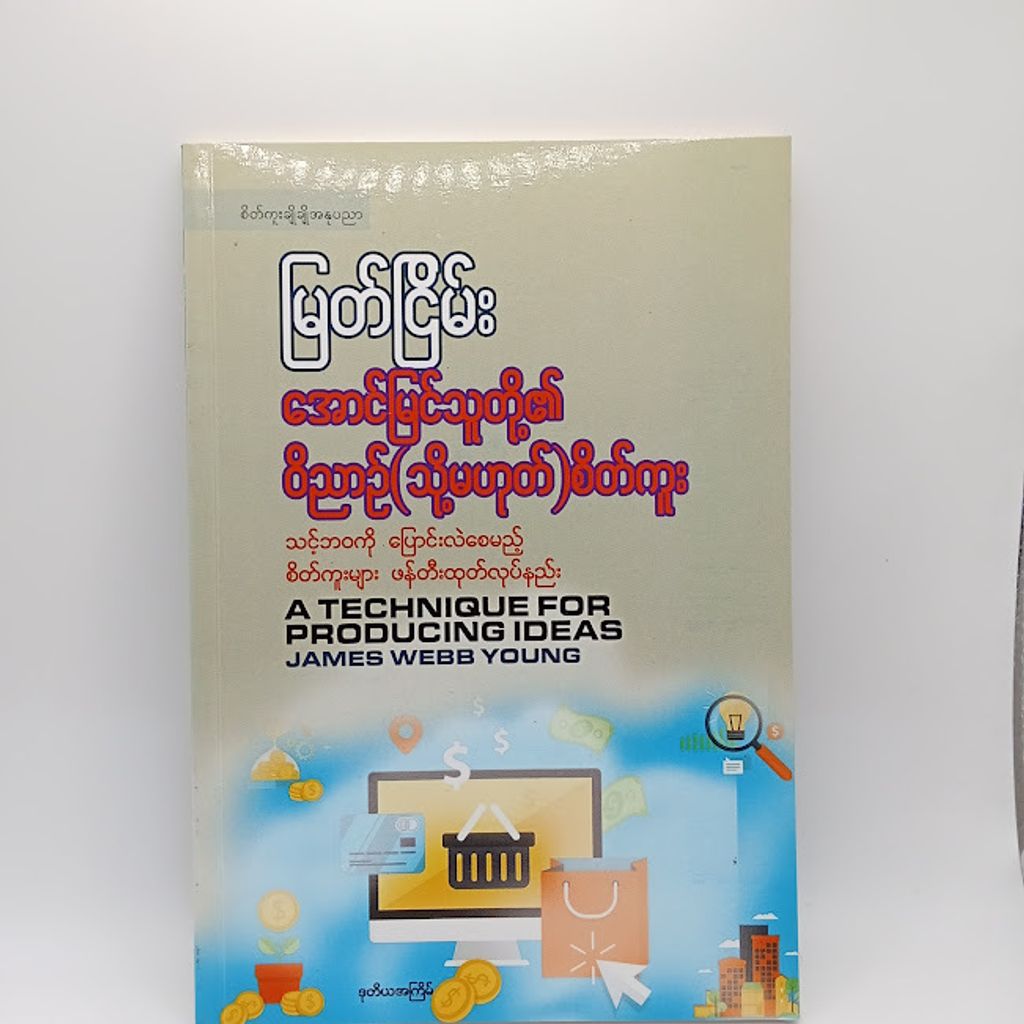 စိတ်ကူးချိုချိုအနုပညာ
မြတ်ငြိမ်း
အောင်မြင်သူတို့၏
ဝိညာဉ်(သို့မဟုတ်)စိတ်ကူး
သင့်ဘဝကို ပြောင်းလဲစေမည့်
စိတ်ကူးများ ဖန်တီးထုတ်လုပ်နည်း
A TECHNIQUE FOR
PRODUCING IDEAS
JAMES WEBB YOUNG
ဒုတိယအကြိမ်